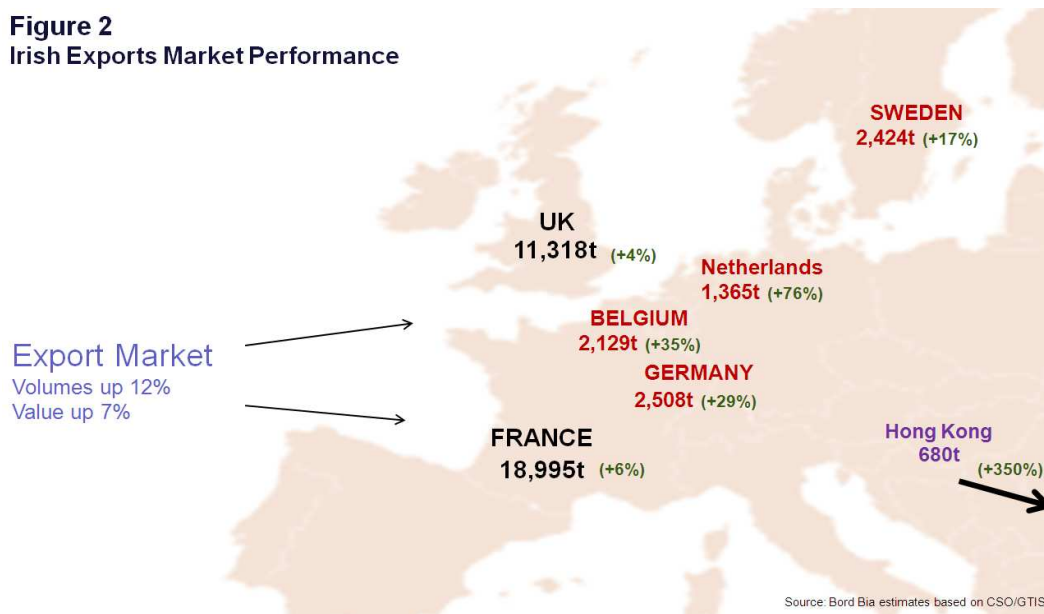 Figure 2
Irish Exports Market Performance
SWEDEN
2,424t (+17%)
UK
11,318t (+4%)
Netherlands
1,365t (+76%)
BELGIUM
2,129t (+35%)
Export Market
Volumes up 12%
Value up 7%
GERMANY
2,508t (+29%)
FRANCE
18,995t (+6%)
Hong Kong
680t
(+350%)
Source: Bord Bia estimates based on CSO/GTIS